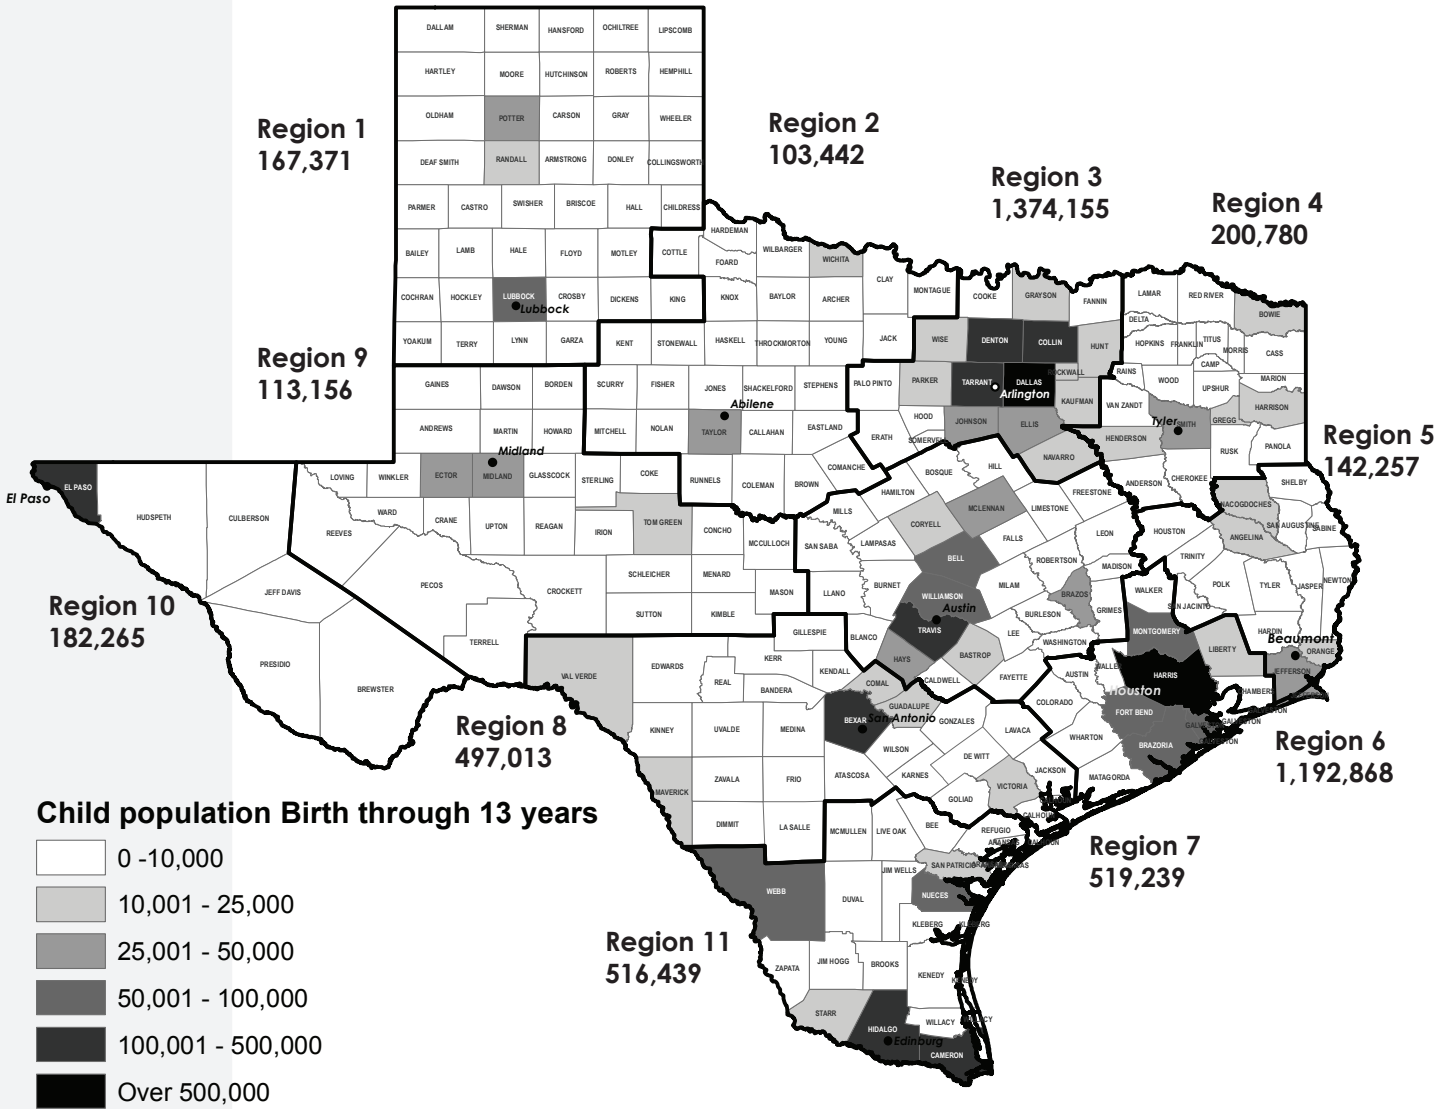 DALLAM SHERMAN HANSFORD OCHILTREE LIPSCOMB
HARTLEY MOORE HUTCHINSON ROBERTS HEMPHILL
OLDHAM POTTER CARSON GRAY WHEELER
Region 1
167,371
DEAF SMITH RANDALL ARMSTRONG DONLEY COLLINGSWORTH
PARMER CASTRO SWISHER BRISCOE HALL CHILDRESS
Region 2
103,442
Region 3
1,374,155
Region 4
200,780
BAILEY LAMB HALE FLOYD MOTLEY COTTLE
HARDEMAN FOARD WILBARGER WICHITA CLAY MONTAGUE
COOKE GRAYSON FANNIN LAMAR RED RIVER BOWIE
COCHRAN HOCKLEY LUBBOCK CROSBY DICKENS KING KNOX BAYLOR ARCHER
Lubbock
DELTA HOPKINS FRANKLIN TITUS MORRIS CASS
YOAKUM TERRY LYNN GARZA KENT STONEWALL HASKELL THROCKMORTON YOUNG JACK WISE DENTON COLLIN HUNT
Region 9
113,156
GAINES DAWSON BORDEN SCURRY FISHER JONES SHACKELFORD STEPHENS PALO PINTO PARKER TARRANT DALLAS ROCKWALL RAINS WOOD CAMP UPSHUR MARION
Abilene
Arlington
KAUFMAN VAN ZANDT HARRISON
ANDREWS MARTIN HOWARD MITCHELL NOLAN TAYLOR CALLAHAN EASTLAND ERATH HOOD SOMERVELL JOHNSON ELLIS HENDERSON
Tyler
SMITH GREGG
RUSK PANOLA
Region 5
142,257
Midland
El Paso
EL PASO HUDSPETH CULBERSON LOVING WINKLER ECTOR MIDLAND GLASSCOCK STERLING COKE RUNNELS COLEMAN BROWN COMANCHE BOSQUE HILL NAVARRO ANDERSON CHEROKEE SHELBY
REEVES WARD CRANE UPTON REAGAN IRION TOM GREEN CONCHO MCCULLOCH MILLS HAMILTON MCLENNAN LIMESTONE FREESTONE NACOGDOCHES
SAN SABA LAMPASAS CORYELL FALLS LEON HOUSTON ANGELINA SAN AUGUSTINE SABINE
JEFF DAVIS PECOS CROCKETT SCHLEICHER MENARD MASON LLANO BURNET BELL MILAM ROBERTSON MADISON TRINITY POLK TYLER JASPER NEWTON
Region 10
182,265
SUTTON KIMBLE WILLIAMSON BRAZOS WALKER GRIMES SAN JACINTO
Austin
PRESIDIO BREWSTER TERRELL GILLESPIE BLANCO TRAVIS LEE BURLESON WASHINGTON MONTGOMERY LIBERTY HARDIN
Beaumont
ORANGE JEFFERSON
VAL VERDE EDWARDS REAL KERR BANDERA KENDALL HAYS BASTROP CALDWELL FAYETTE AUSTIN WALLER HARRIS CHAMBERS
Houston
Region 8
497,013
KINNEY UVALDE MEDINA BEXAR COMAL GUADALUPE GONZALES LAVACA COLORADO FORT BEND GALVESTON
San Antonio
Region 6
1,192,868
MAVERICK ZAVALA FRIO ATASCOSA WILSON KARNES DE WITT JACKSON WHARTON BRAZORIA MATAGORDA
DIMMIT LA SALLE MCMULLEN LIVE OAK BEE GOLIAD VICTORIA CALHOUN REFUGIO
Region 7
519,239
WEBB DUVAL JIM WELLS SAN PATRICIO NUECES
KLEBERG KLEBERG
Region 11
516,439
ZAPATA JIM HOGG BROOKS KENEDY KENEDY
STARR HIDALGO WILLACY CAMERON
Edinburg
Child population Birth through 13 years
0 -10,000
10,001 - 25,000
25,001 - 50,000
50,001 - 100,000
100,001 - 500,000
Over 500,000